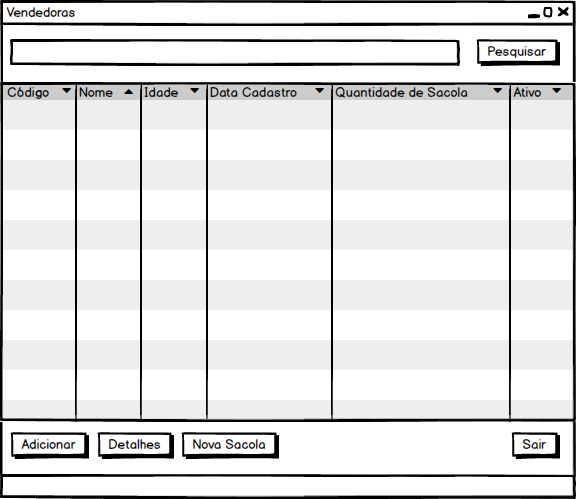 Vendedoras
Pesquisar
Código Nome Idade Data Cadastro Quantidade de Sacola Ativo
Adicionar Detalhes Nova Sacola Sair